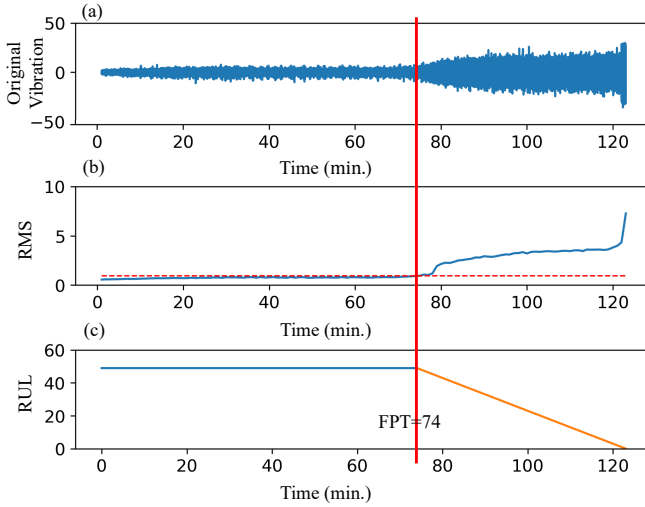 (a)
50
0
−50
Original
Vibration
0 20 40 60 80 100 120
Time (min.)
(b)
10
5
0
RMS
0 20 40 60 80 100 120
Time (min.)
(c)
60
40
20
0
RUL
FPT=74
0 20 40 60 80 100 120
Time (min.)